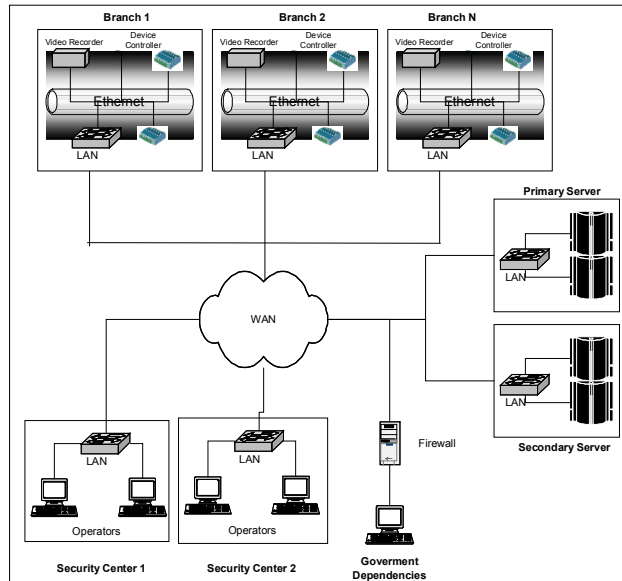 Branch 1
Branch 2
Branch N
Video Recorder
Device
Controller
Ethernet
LAN
Video Recorder
Device
Controller
Ethernet
LAN
Video Recorder
Device
Controller
Ethernet
LAN
Primary Server
LAN
WAN
LAN
Secondary Server
LAN
Operators
Security Center 1
LAN
Operators
Security Center 2
Firewall
Goverment
Dependencies